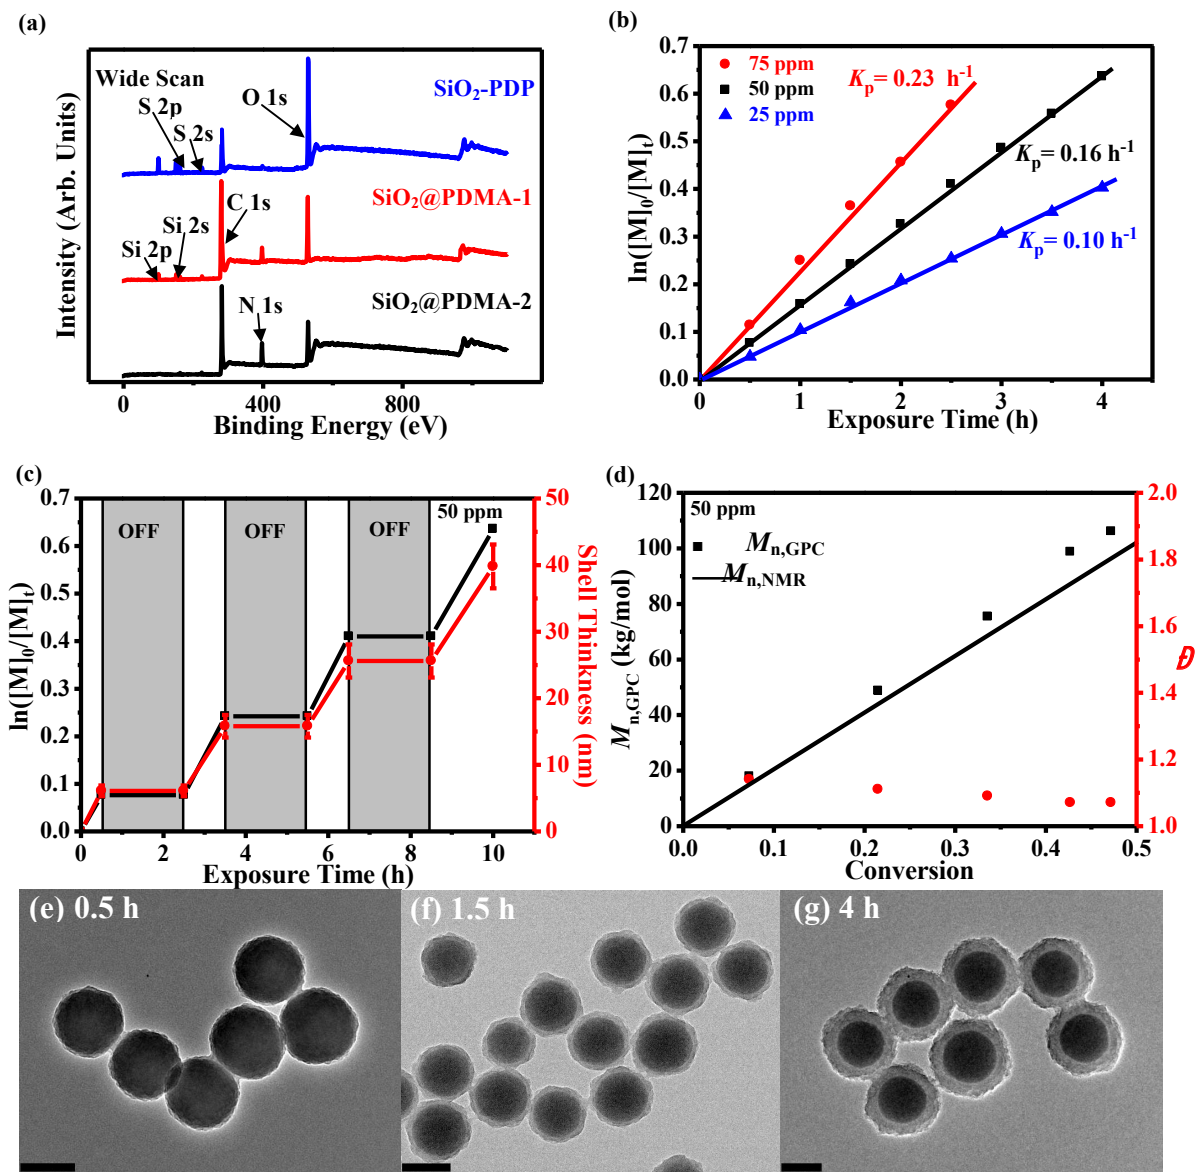 (a)
Wide Scan
SiO2-PDP
O 1s
S 2p
S 2s
SiO2@PDMA-1
C 1s
Si 2s
Si 2p
N 1s
SiO2@PDMA-2
Intensity (Arb. Units)
0 400 800
Binding Energy (eV)
(b)
75 ppm
50 ppm
25 ppm
Kp= 0.23 h-1
Kp= 0.16 h-1
Kp= 0.10 h-1
ln([M]0/[M]t)
0.6
0.5
0.4
0.3
0.2
0.1
0.0
0 1 2 3 4
Exposure Time (h)
(c)
OFF OFF OFF
50 ppm
ln([M]0/[M]t)
0.7
0.6
0.5
0.4
0.3
0.2
0.1
0.0
50
40
30
20
10
0
Shell Thinkness (nm)
0 2 4 6 8 10
Exposure Time (h)
(d)
50 ppm
Mn,GPC
Mn,NMR
Mn,GPC (kg/mol)
120
100
80
60
40
20
0
2.0
1.8
1.6
1.4
1.2
1.0
Đ
0.0 0.1 0.2 0.3 0.4 0.5
Conversion
(e) 0.5 h
(f) 1.5 h
(g) 4 h